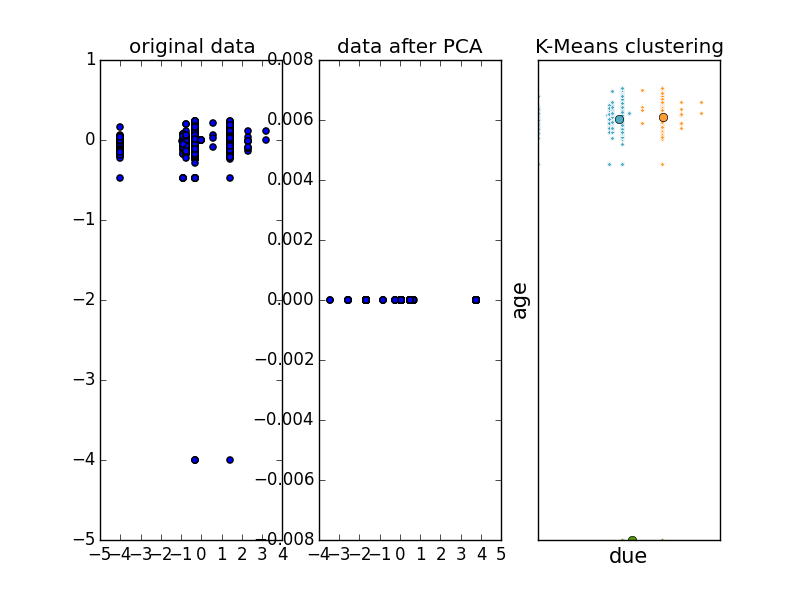 original data
data after PCA
K-Means clustering
1
0
−1
−2
−3
−4
−5
−5 −4 −3 −2 −1 0 1 2 3 4
0.008
0.006
0.004
0.002
0.000
−0.002
−0.004
−0.006
−0.008
−4 −3 −2 −1 0 1 2 3 4 5
age
due